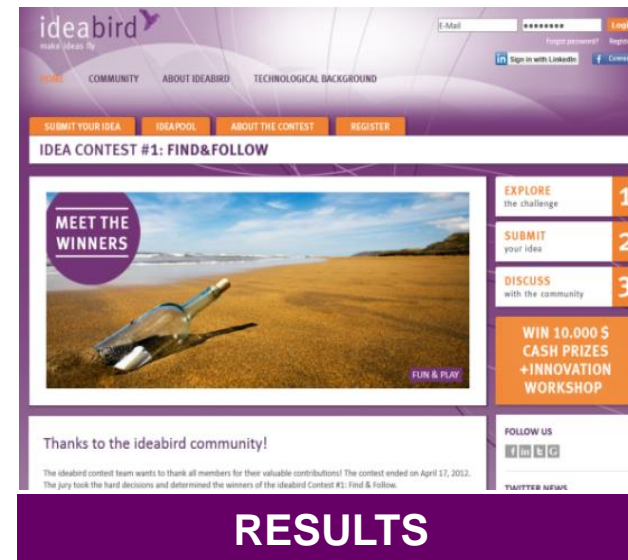 ideabird
make ideas fly
E-Mail
●●●●●●●●
Login
Forgot password?
in Sign in with LinkedIn
f
HOME
COMMUNITY
ABOUT IDEABIRD
TECHNOLOGICAL BACKGROUND
SUBMIT YOUR IDEA
IDEAPOOL
ABOUT THE CONTEST
REGISTER
IDEA CONTEST #1: FIND&FOLLOW
MEET THE
WINNERS
FUN & PLAY
EXPLORE
the challenge
1
SUBMIT
your idea
2
DISCUSS
with the community
3
WIN 10.000 $
CASH PRIZES
+INNOVATION
WORKSHOP
Thanks to the ideabird community!
The ideabird contest team wants to thank all members for their valuable contributions! The contest ended on April 17, 2012.
The jury took the hard decisions and determined the winners of the ideabird Contest #1: Find & Follow.
FOLLOW US
f in t G
TWITTER NEWS
RESULTS